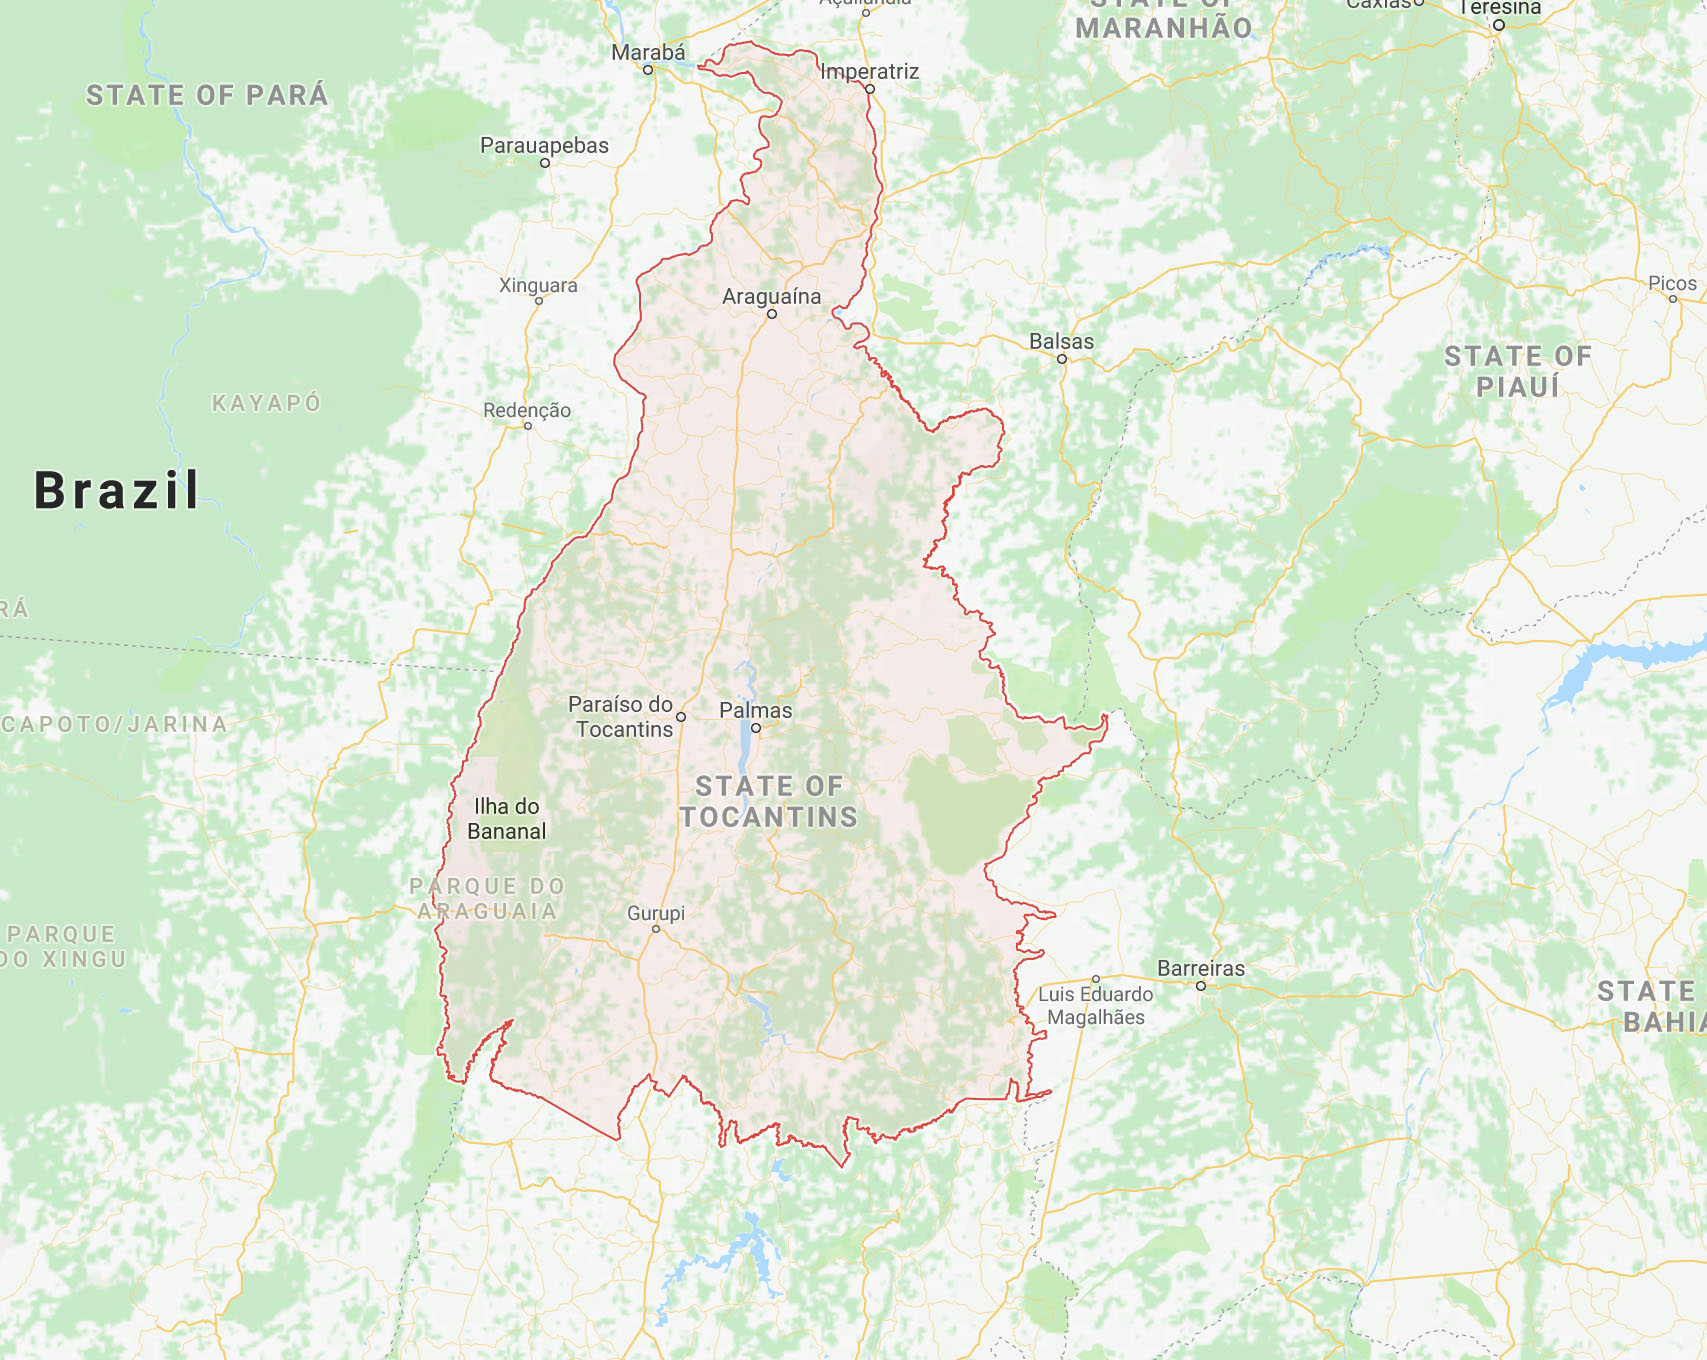 Açailândia
STATE OF
MARANHÃO
Caxias
Teresina
Marabá
Imperatriz
STATE OF PARÁ
Parauapebas
Xinguara
Araguaína
Picos
Balsas
STATE OF
PIAUÍ
KAYAPÓ
Redenção
Brazil
RÁ
CAPOTO/JARINA
Paraíso do
Tocantins
Palmas
STATE OF
TOCANTINS
Ilha do
Bananal
PARQUE DO
ARAGUAIA
Gurupi
PARQUE
DO XINGU
Barreiras
Luis Eduardo
Magalhães
STATE
BAHIA